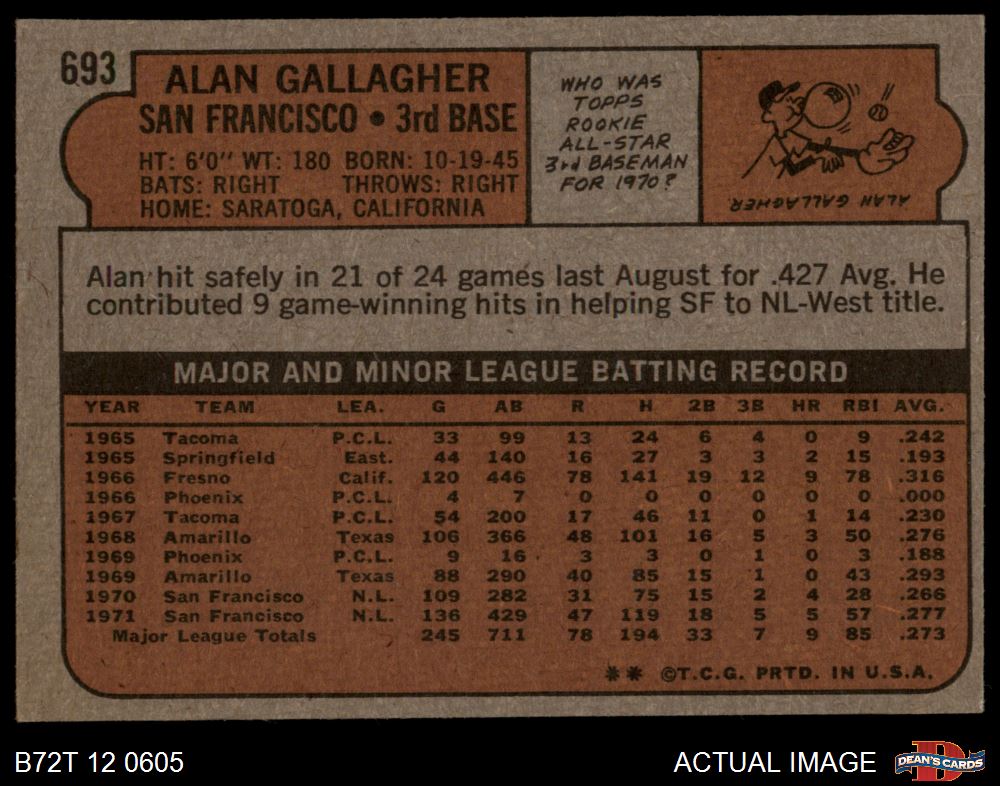 693
ALAN GALLAGHER
SAN FRANCISCO • 3rd BASE
HT: 6'0" WT: 180 BORN: 10-19-45
BATS: RIGHT THROWS: RIGHT
HOME: SARATOGA, CALIFORNIA
WHO WAS
TOPPS
ROOKIE
ALL-STAR
3rd BASEMAN
FOR 1970?
ALAN GALLAGHER
Alan hit safely in 21 of 24 games last August for .427 Avg. He
contributed 9 game-winning hits in helping SF to NL-West title.
MAJOR AND MINOR LEAGUE BATTING RECORD
YEAR TEAM LEA. G AB R H 2B 3B HR RBI AVG.
1965 Tacoma P.C.L. 33 99 13 24 6 4 0 9 .242
1965 Springfield East. 44 140 16 27 3 3 2 15 .193
1966 Fresno Calif. 120 446 78 141 19 12 9 78 .316
1966 Phoenix P.C.L. 4 7 0 0 0 0 0 0 .000
1967 Tacoma P.C.L. 54 200 17 46 11 0 1 14 .230
1968 Amarillo Texas 106 366 48 101 16 5 3 50 .276
1969 Phoenix P.C.L. 9 16 3 3 0 1 0 3 .188
1969 Amarillo Texas 88 290 40 85 15 1 0 43 .293
1970 San Francisco N.L. 109 282 31 75 15 2 4 28 .266
1971 San Francisco N.L. 136 429 47 119 18 5 5 57 .277
Major League Totals 245 711 78 194 33 7 9 85 .273
** ©T.C.G. PRTD. IN U.S.A.
B72T 12 0605
ACTUAL IMAGE
D
DEAN'S CARDS